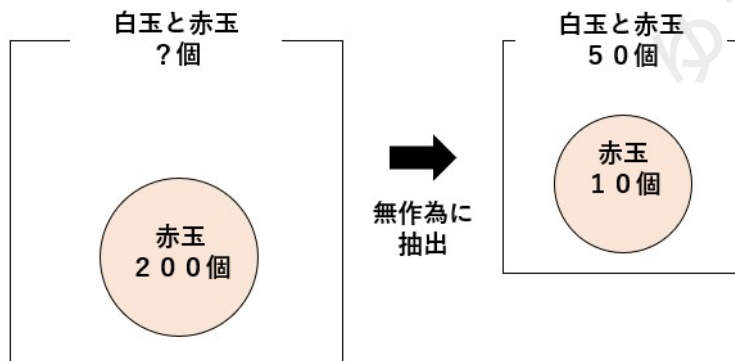 白玉と赤玉
？個
赤玉
２００個
無作為に
抽出
白玉と赤玉
５０個
赤玉
１０個